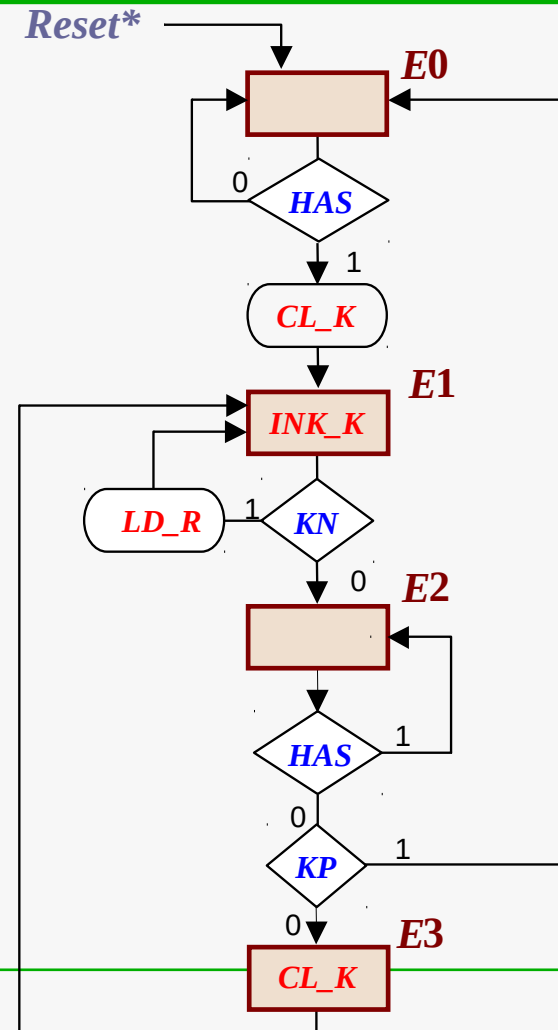 Reset*
E0
0
HAS
1
CL_K
E1
INK_K
LD_R
1
KN
0
E2
HAS
1
0
KP
1
0
E3
CL_K